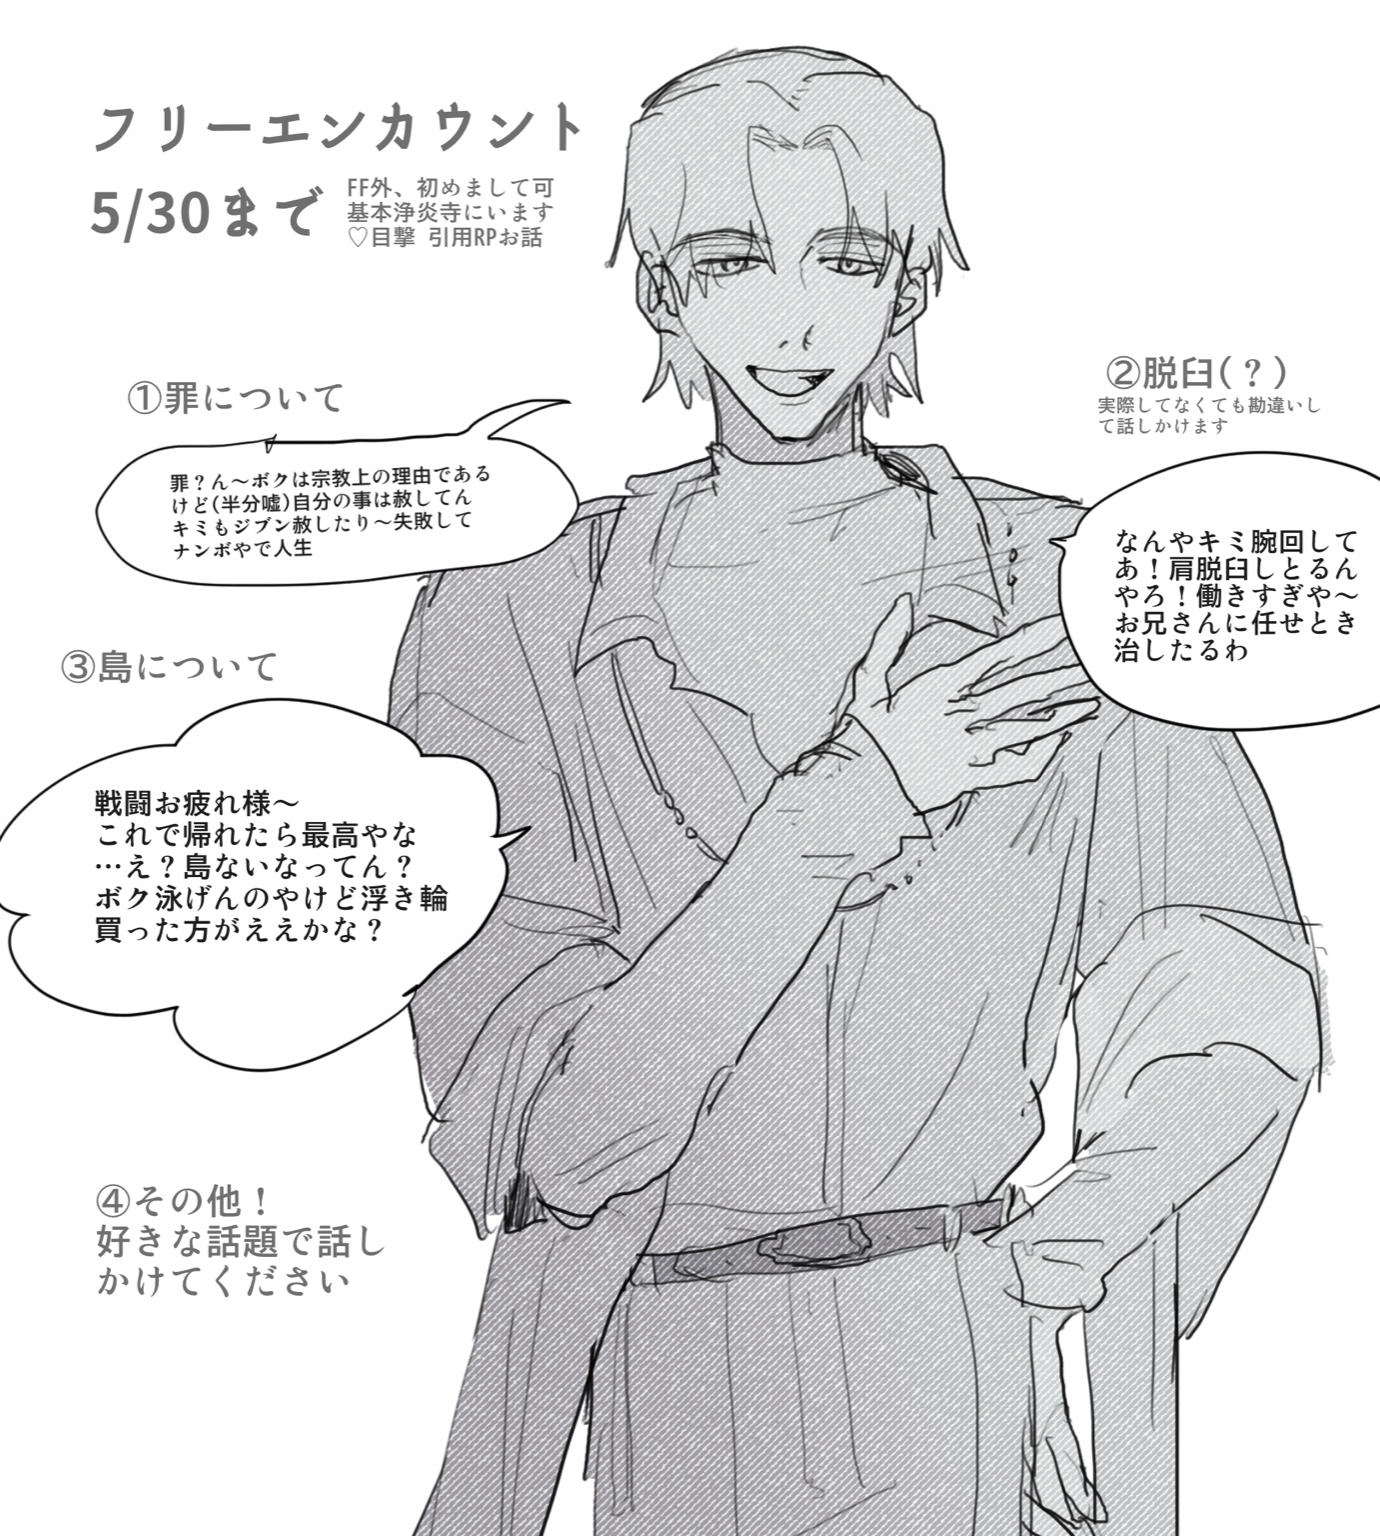 フリーエンカウント
5/30まで
FF外、初めまして可
基本浄炎寺にいます
♡目撃 引用RPお話
①罪について
罪？ん〜ボクは宗教上の理由である
けど(半分嘘)自分の事は赦してん
キミもジブン赦したり〜失敗して
ナンボやで人生
②脱臼(？)
実際してなくても勘違いし
て話しかけます
なんやキミ腕回して
あ！肩脱臼しとるん
やろ！働きすぎや〜
お兄さんに任せとき
治したるわ
③島について
戦闘お疲れ様〜
これで帰れたら最高やな
…え？島ないなってん？
ボク泳げんのやけど浮き輪
買った方がええかな？
④その他！
好きな話題で話し
かけてください